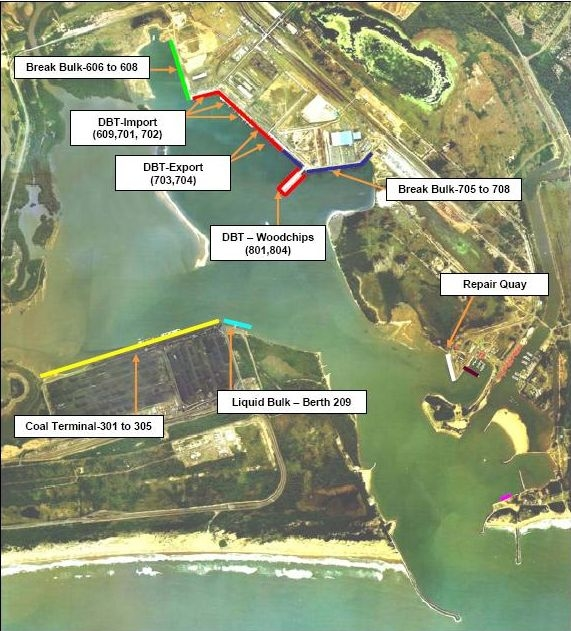 Break Bulk-606 to 608
DBT-Import
(609,701, 702)
DBT-Export
(703,704)
Break Bulk-705 to 708
DBT – Woodchips
(801,804)
Repair Quay
Liquid Bulk – Berth 209
Coal Terminal-301 to 305